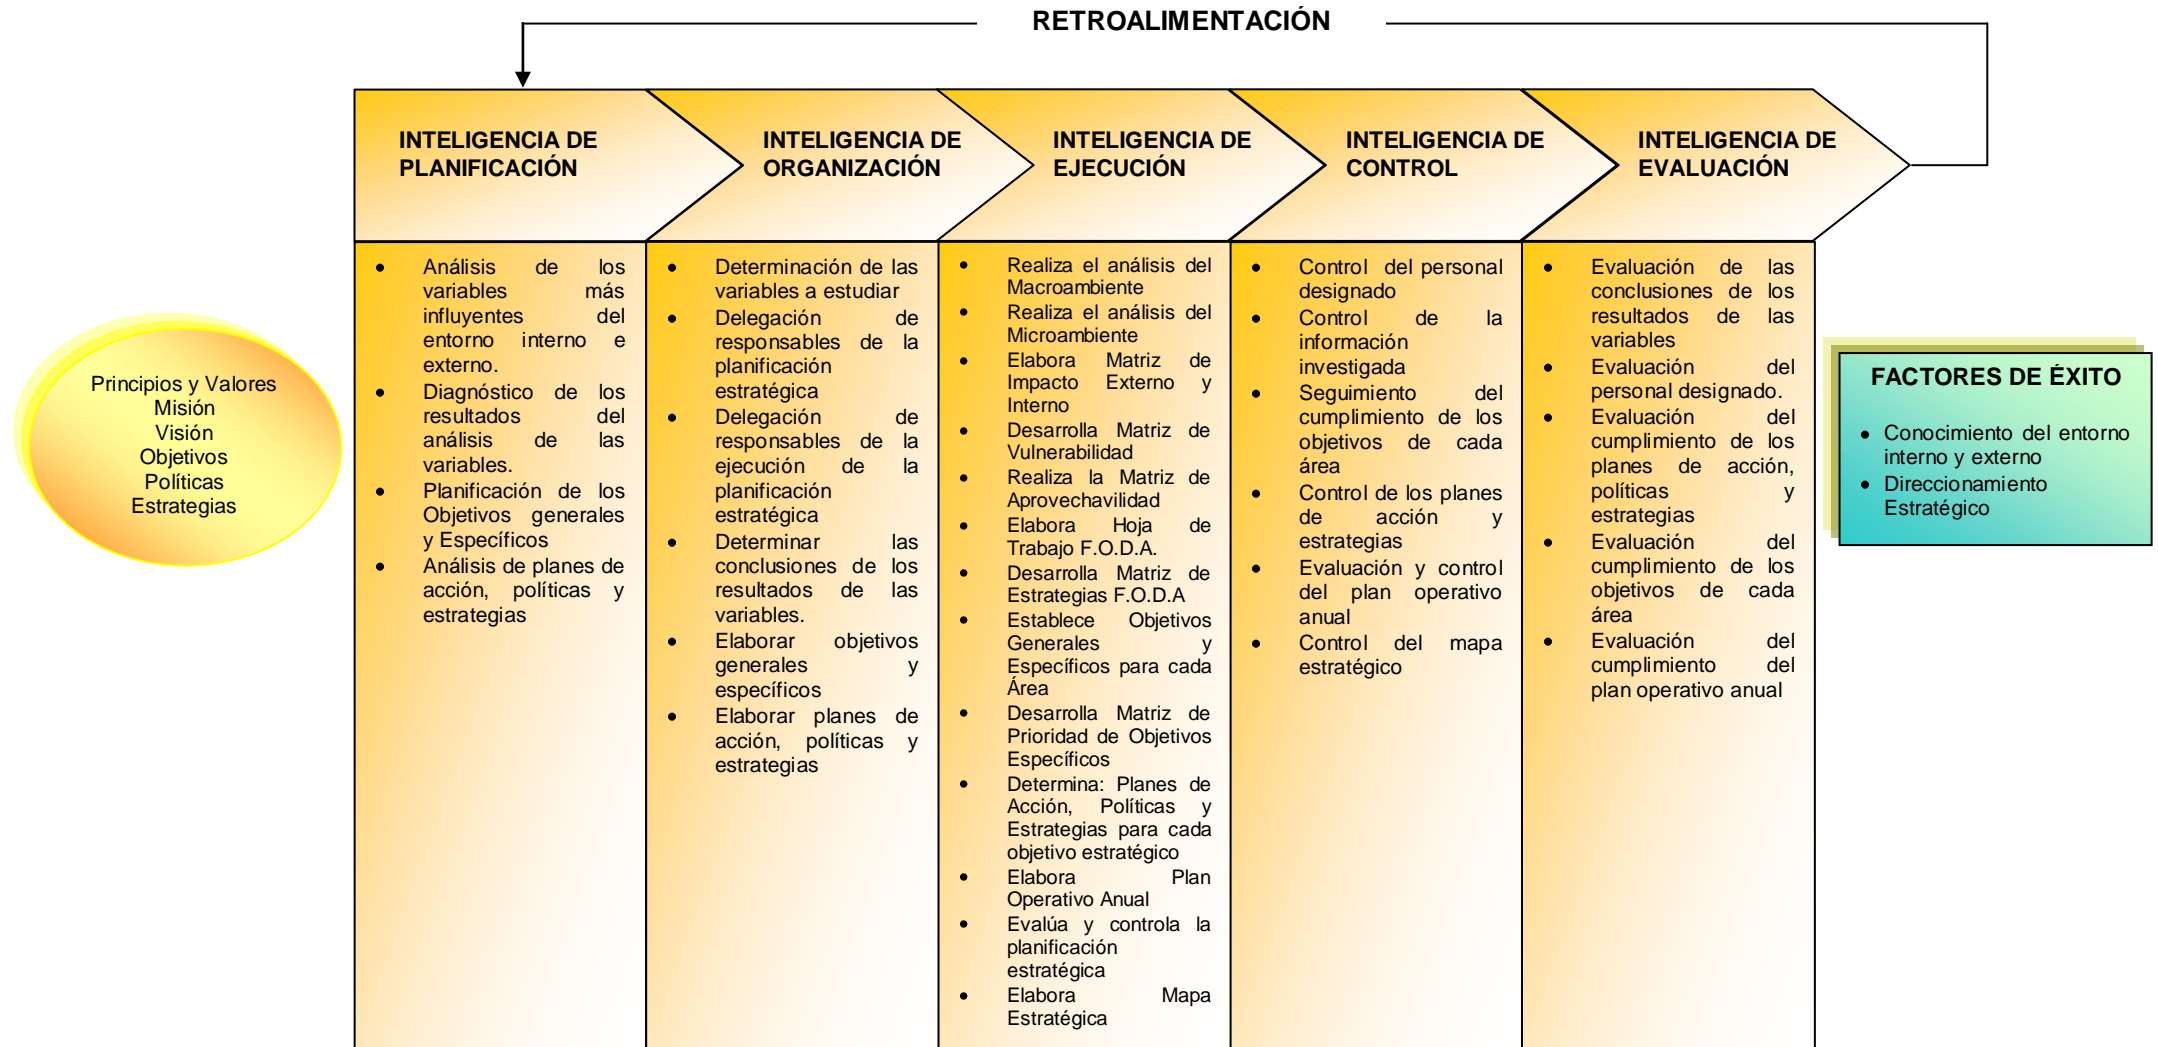 RETROALIMENTACIÓN
INTELIGENCIA DE
PLANIFICACIÓN
INTELIGENCIA DE
ORGANIZACIÓN
INTELIGENCIA DE
EJECUCIÓN
INTELIGENCIA DE
CONTROL
INTELIGENCIA DE
EVALUACIÓN
Principios y Valores
Misión
Visión
Objetivos
Políticas
Estrategias
• Análisis de los
variables más
influyentes del
entorno interno e
externo.
• Diagnóstico de los
resultados del
análisis de las
variables.
• Planificación de los
Objetivos generales
y Específicos
• Análisis de planes de
acción, políticas y
estrategias
• Determinación de las
variables a estudiar
• Delegación de
responsables de la
planificación
estratégica
• Delegación de
responsables de la
ejecución de la
planificación
estratégica
• Determinar las
conclusiones de los
resultados de las
variables.
• Elaborar objetivos
generales y
específicos
• Elaborar planes de
acción, políticas y
estrategias
• Realiza el análisis del
Macroambiente
• Realiza el análisis del
Microambiente
• Elabora Matriz de
Impacto Externo y
Interno
• Desarrolla Matriz de
Vulnerabilidad
• Realiza la Matriz de
Aprovechavilidad
• Elabora Hoja de
Trabajo F.O.D.A.
• Desarrolla Matriz de
Estrategias F.O.D.A
• Establece Objetivos
Generales y
Específicos para cada
Área
• Desarrolla Matriz de
Prioridad de Objetivos
Específicos
• Determina: Planes de
Acción, Políticas y
Estrategias para cada
objetivo estratégico
• Elabora Plan
Operativo Anual
• Evalúa y controla la
planificación
estratégica
• Elabora Mapa
Estratégica
• Control del personal
designado
• Control de la
información
investigada
• Seguimiento del
cumplimiento de los
objetivos de cada
área
• Control de los planes
de acción y
estrategias
• Evaluación y control
del plan operativo
anual
• Control del mapa
estratégico
• Evaluación de las
conclusiones de los
resultados de las
variables
• Evaluación del
personal designado.
• Evaluación del
cumplimiento de los
planes de acción,
políticas y
estrategias
• Evaluación del
cumplimiento de los
objetivos de cada
área
• Evaluación del
cumplimiento del
plan operativo anual
FACTORES DE ÉXITO
• Conocimiento del entorno
interno y externo
• Direccionamiento
Estratégico